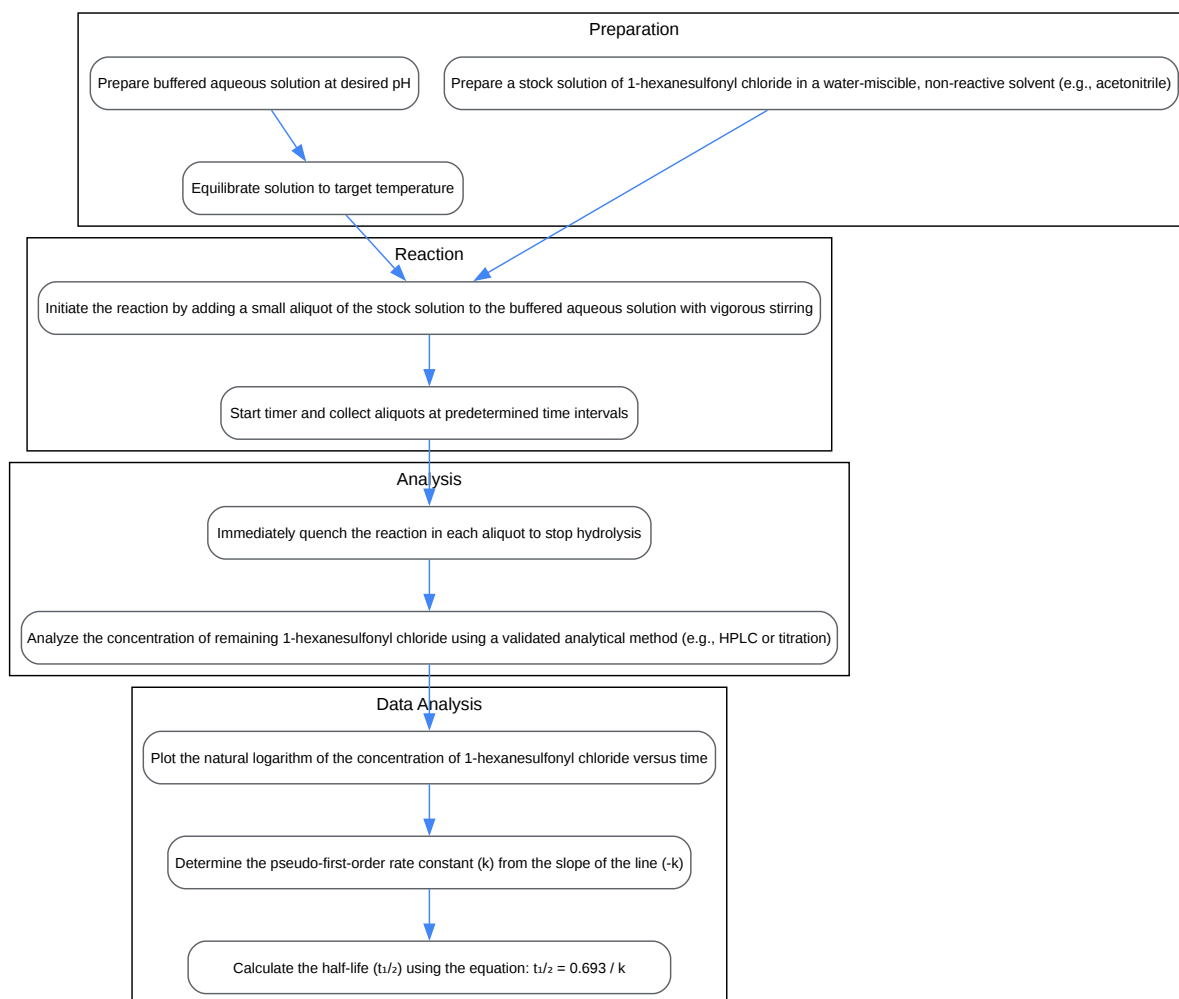 Preparation
Prepare buffered aqueous solution at desired pH
Prepare a stock solution of 1-hexanesulfonyl chloride in a water-miscible, non-reactive solvent (e.g., acetonitrile)
Equilibrate solution to target temperature
Reaction
Initiate the reaction by adding a small aliquot of the stock solution to the buffered aqueous solution with vigorous stirring
Start timer and collect aliquots at predetermined time intervals
Analysis
Immediately quench the reaction in each aliquot to stop hydrolysis
Analyze the concentration of remaining 1-hexanesulfonyl chloride using a validated analytical method (e.g., HPLC or titration)
Data Analysis
Plot the natural logarithm of the concentration of 1-hexanesulfonyl chloride versus time
Determine the pseudo-first-order rate constant (k) from the slope of the line (-k)
Calculate the half-life (t₁/₂) using the equation: t₁/₂ = 0.693 / k